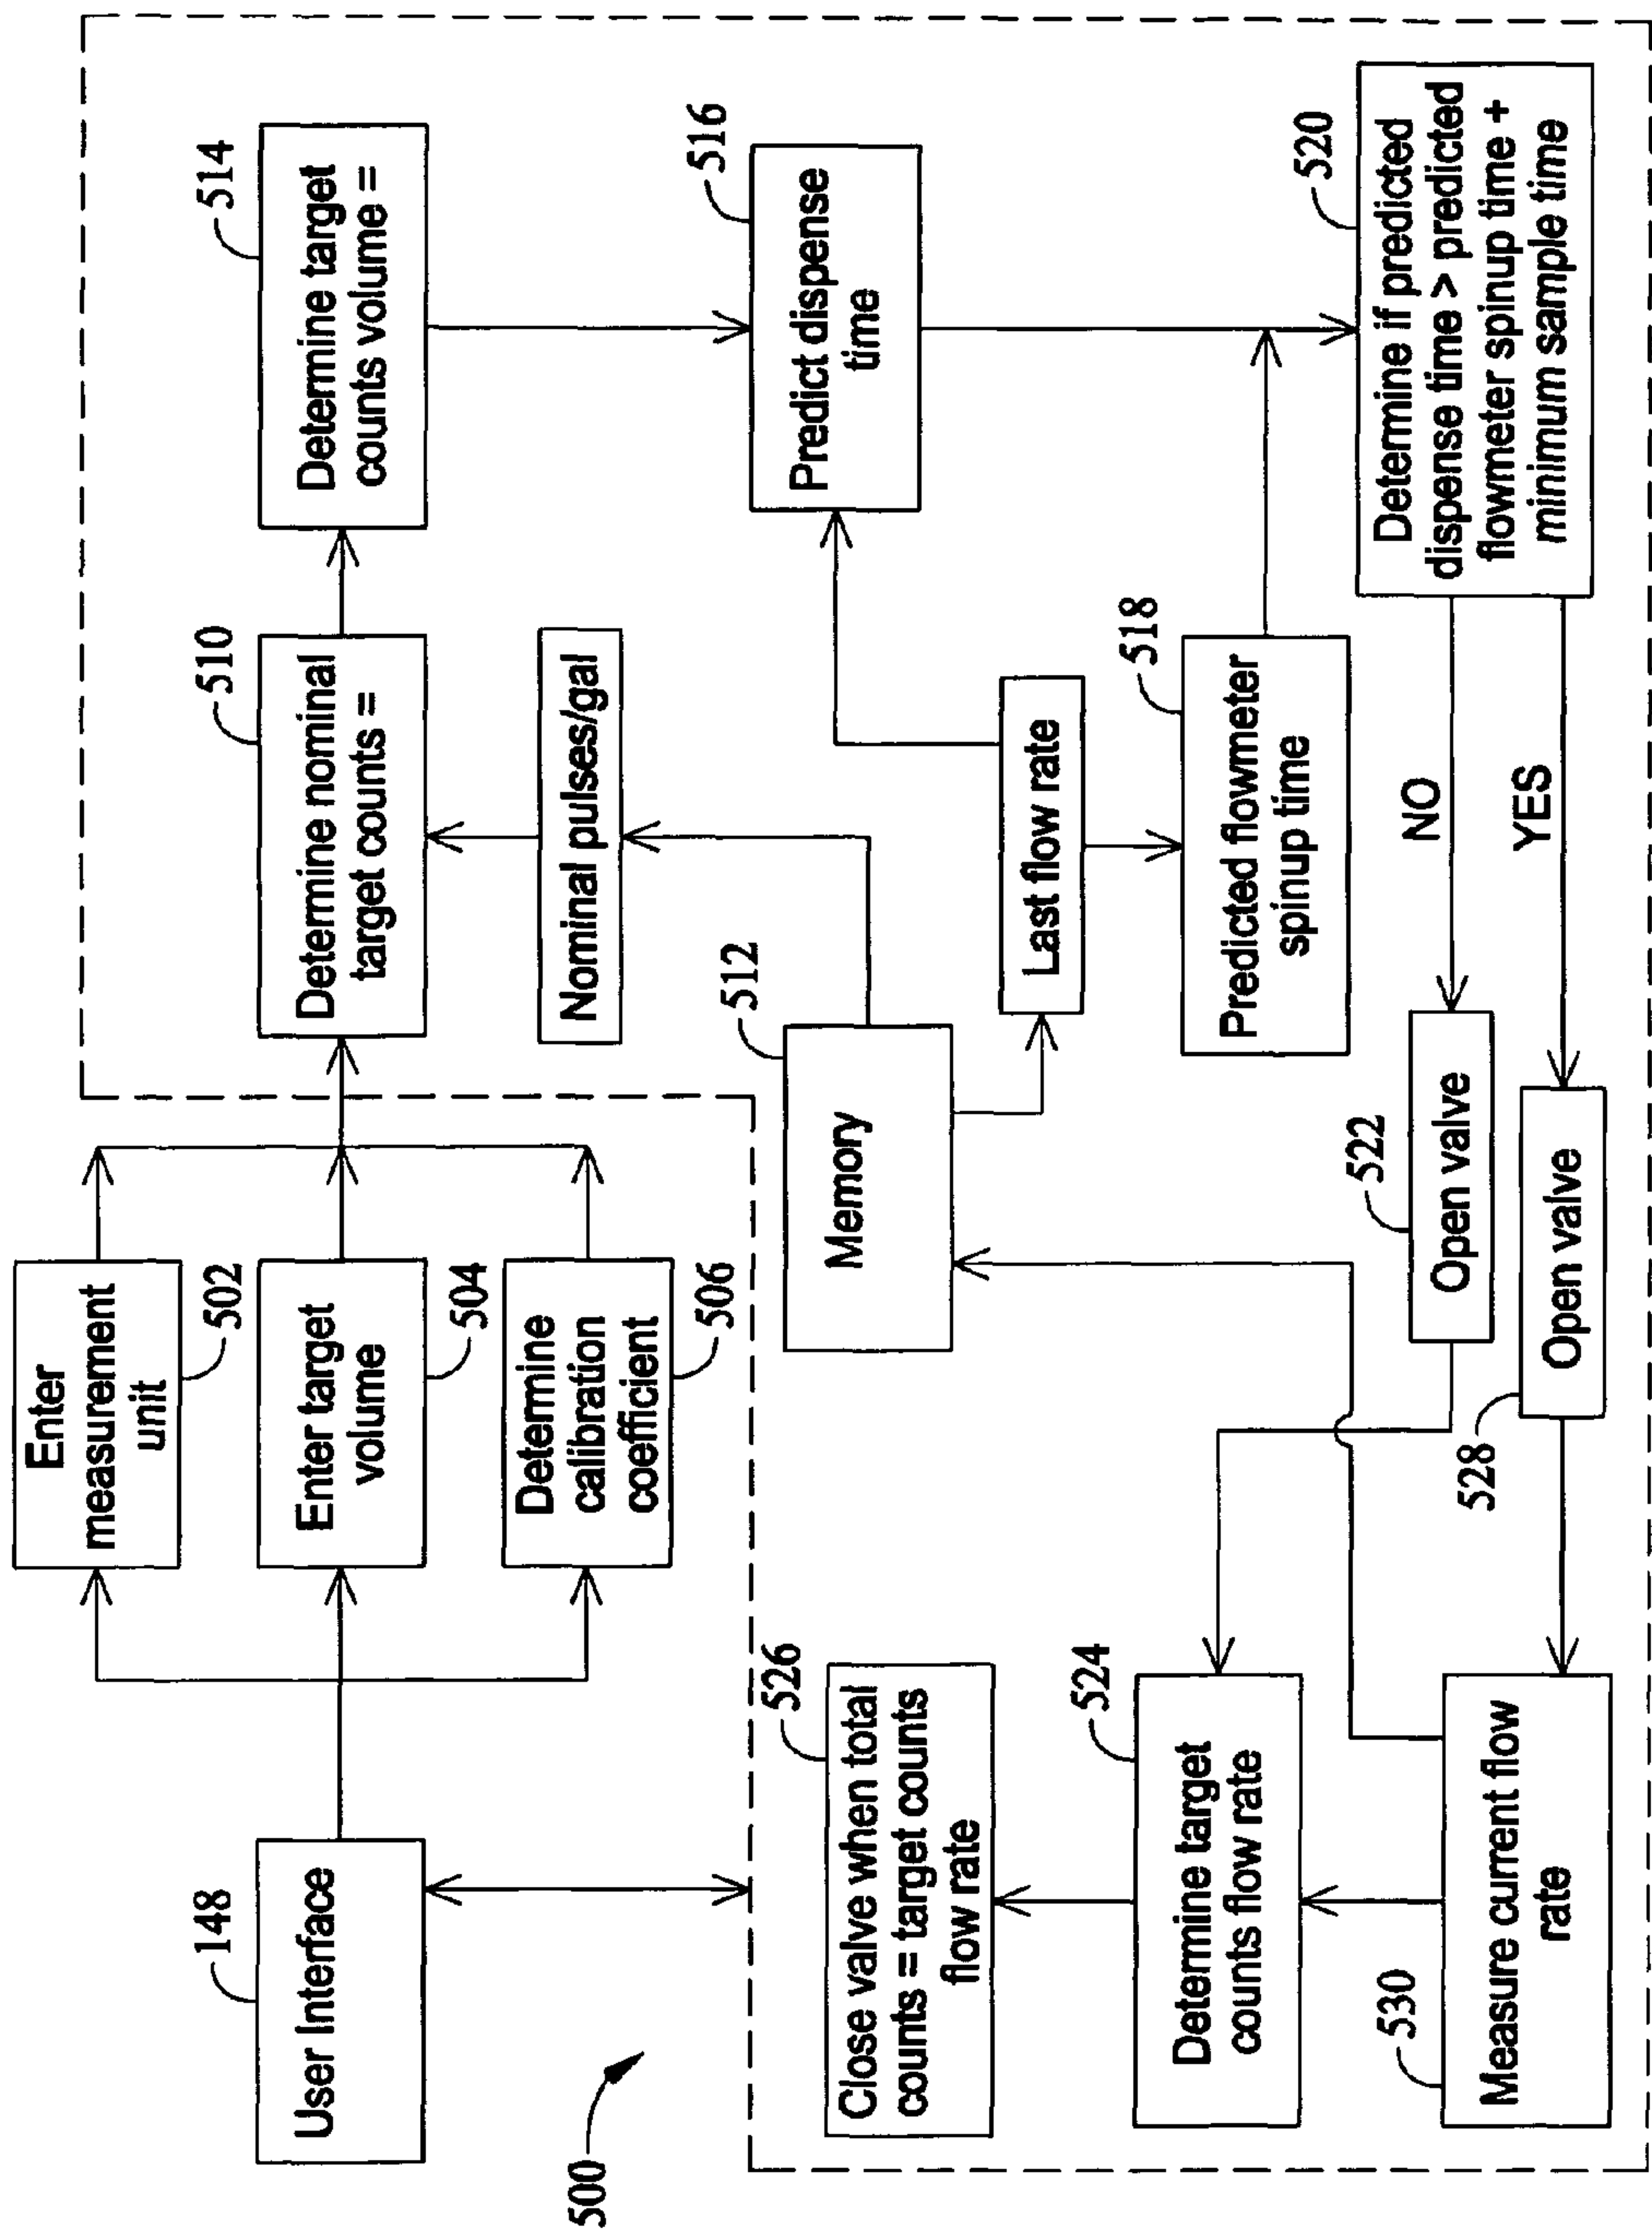 Enter
measurement
unit
502
User Interface
148
Enter target
volume
504
Determine
calibration
coefficient
506
Determine nominal
target counts =
510
Determine target
counts volume =
514
Nominal pulses/gal
Memory
512
Predict dispense
time
516
Last flow rate
Predicted flowmeter
spinup time
518
Determine if predicted
dispense time > predicted
flowmeter spinup time +
minimum sample time
520
NO
YES
Open valve
522
Open valve
528
Close valve when total
counts = target counts
flow rate
526
Determine target
counts flow rate
524
Measure current flow
rate
530
500